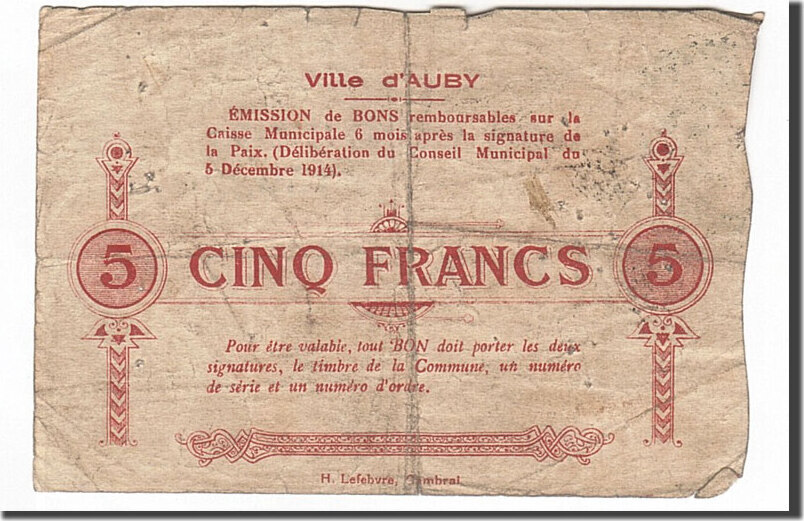 Ville d'AUBY
ÉMISSION de BONS remboursables sur la
Caisse Municipale 6 mois après la signature de
la Paix. (Délibération du Conseil Municipal du
5 Décembre 1914).
5 CINQ FRANCS 5
Pour être valable, tout BON doit porter les deux
signatures, le timbre de la Commune, un numéro
de série et un numéro d'ordre.
H. Lefebvre, Cambrai